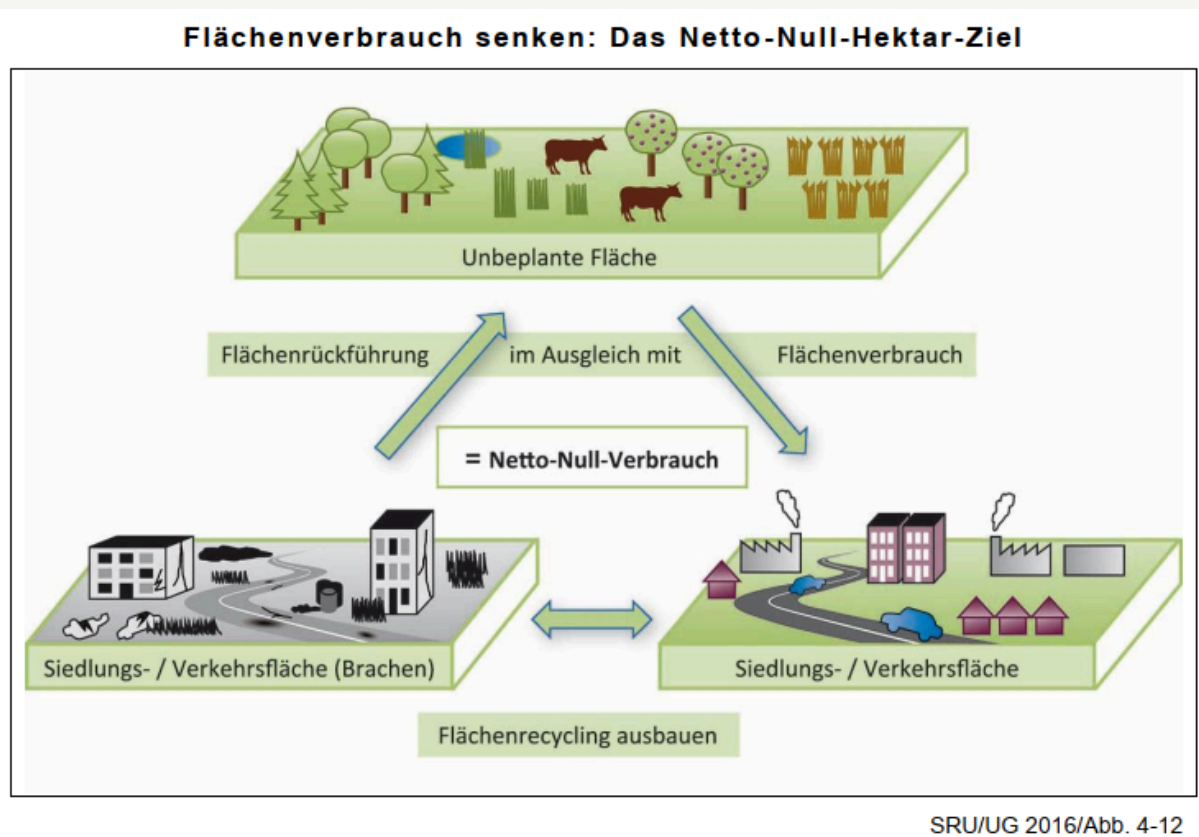 Flächenverbrauch senken: Das Netto-Null-Hektar-Ziel
Unbeplante Fläche
Flächenrückführung im Ausgleich mit Flächenverbrauch
= Netto-Null-Verbrauch
Siedlungs- / Verkehrsfläche (Brachen)
Siedlungs- / Verkehrsfläche
Flächenrecycling ausbauen
SRU/UG 2016/Abb. 4-12